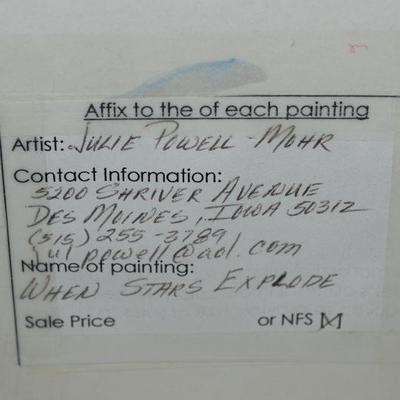 Affix to the of each painting
Artist: Julie Powell-Mohr
Contact Information:
5200 Shriver Avenue
Des Moines, Iowa 50312
(515) 255-3789
julpowell@aol.com
Name of painting:
When Stars Explode
Sale Price or NFS